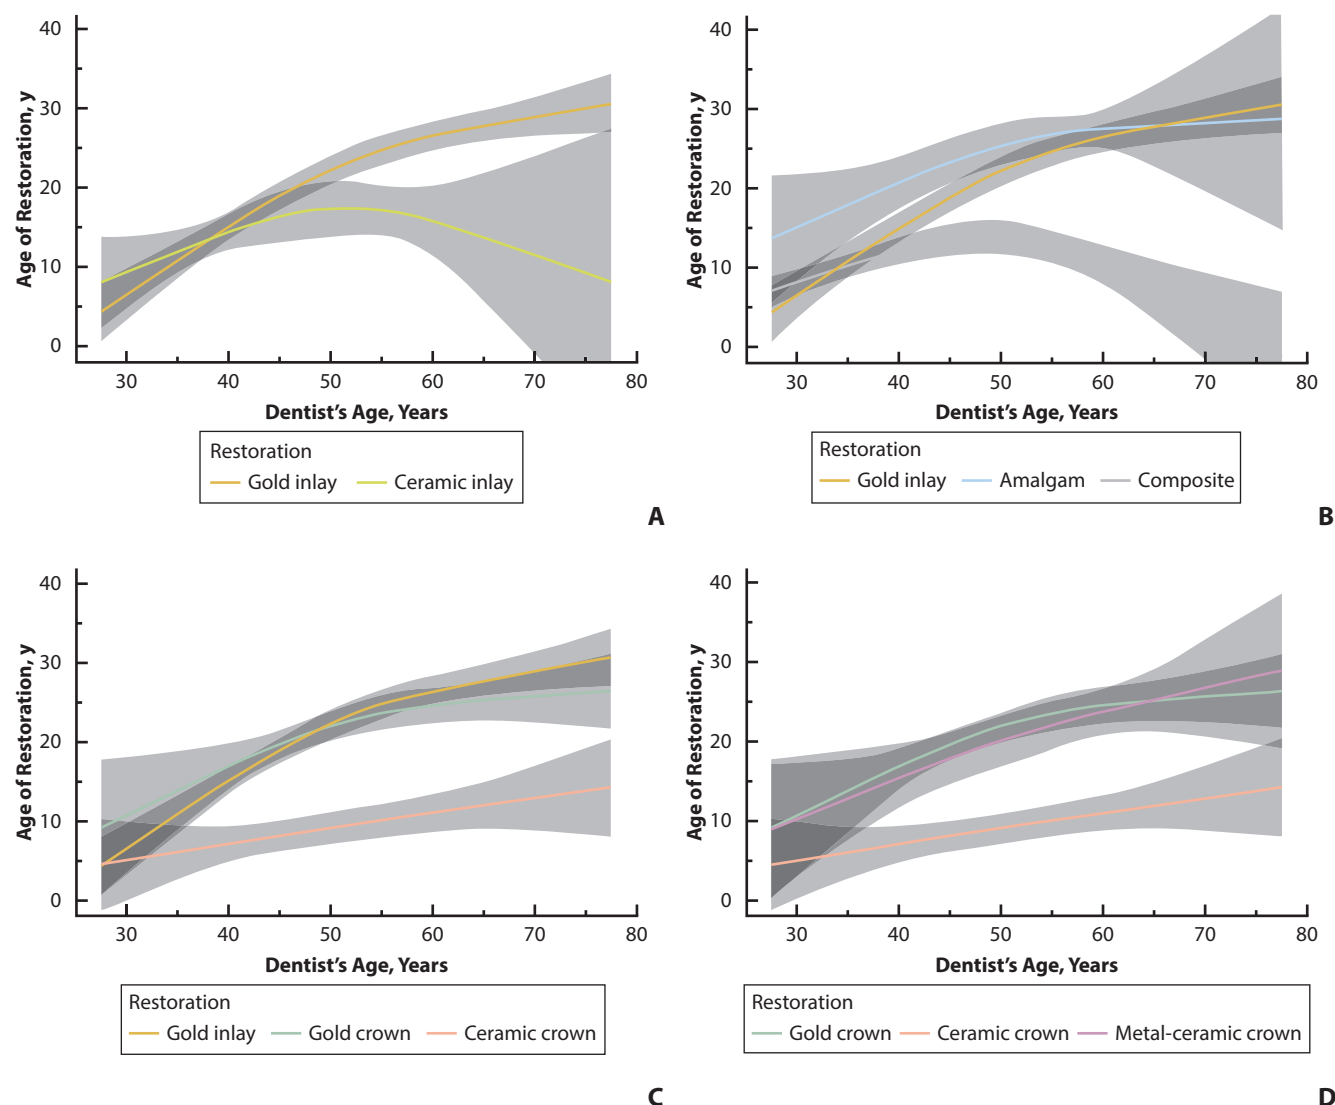 40
30
20
10
0
Age of Restoration, y
30 40 50 60 70 80
Dentist's Age, Years
Restoration
Gold inlay Ceramic inlay
A
40
30
20
10
0
Age of Restoration, y
30 40 50 60 70 80
Dentist's Age, Years
Restoration
Gold inlay Amalgam Composite
B
40
30
20
10
0
Age of Restoration, y
30 40 50 60 70 80
Dentist's Age, Years
Restoration
Gold inlay Gold crown Ceramic crown
C
40
30
20
10
0
Age of Restoration, y
30 40 50 60 70 80
Dentist's Age, Years
Restoration
Gold crown Ceramic crown Metal-ceramic crown
D